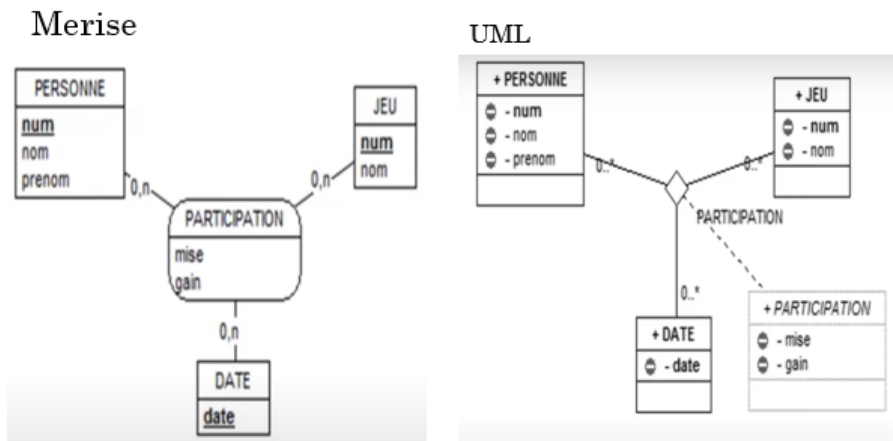 Merise
PERSONNE
num
nom
prenom
0,n
JEU
num
nom
0,n
PARTICIPATION
mise
gain
0,n
DATE
date
UML
+ PERSONNE
- num
- nom
- prenom
0..*
+ JEU
- num
- nom
0..*
PARTICIPATION
0..*
+ DATE
- date
+ PARTICIPATION
- mise
- gain